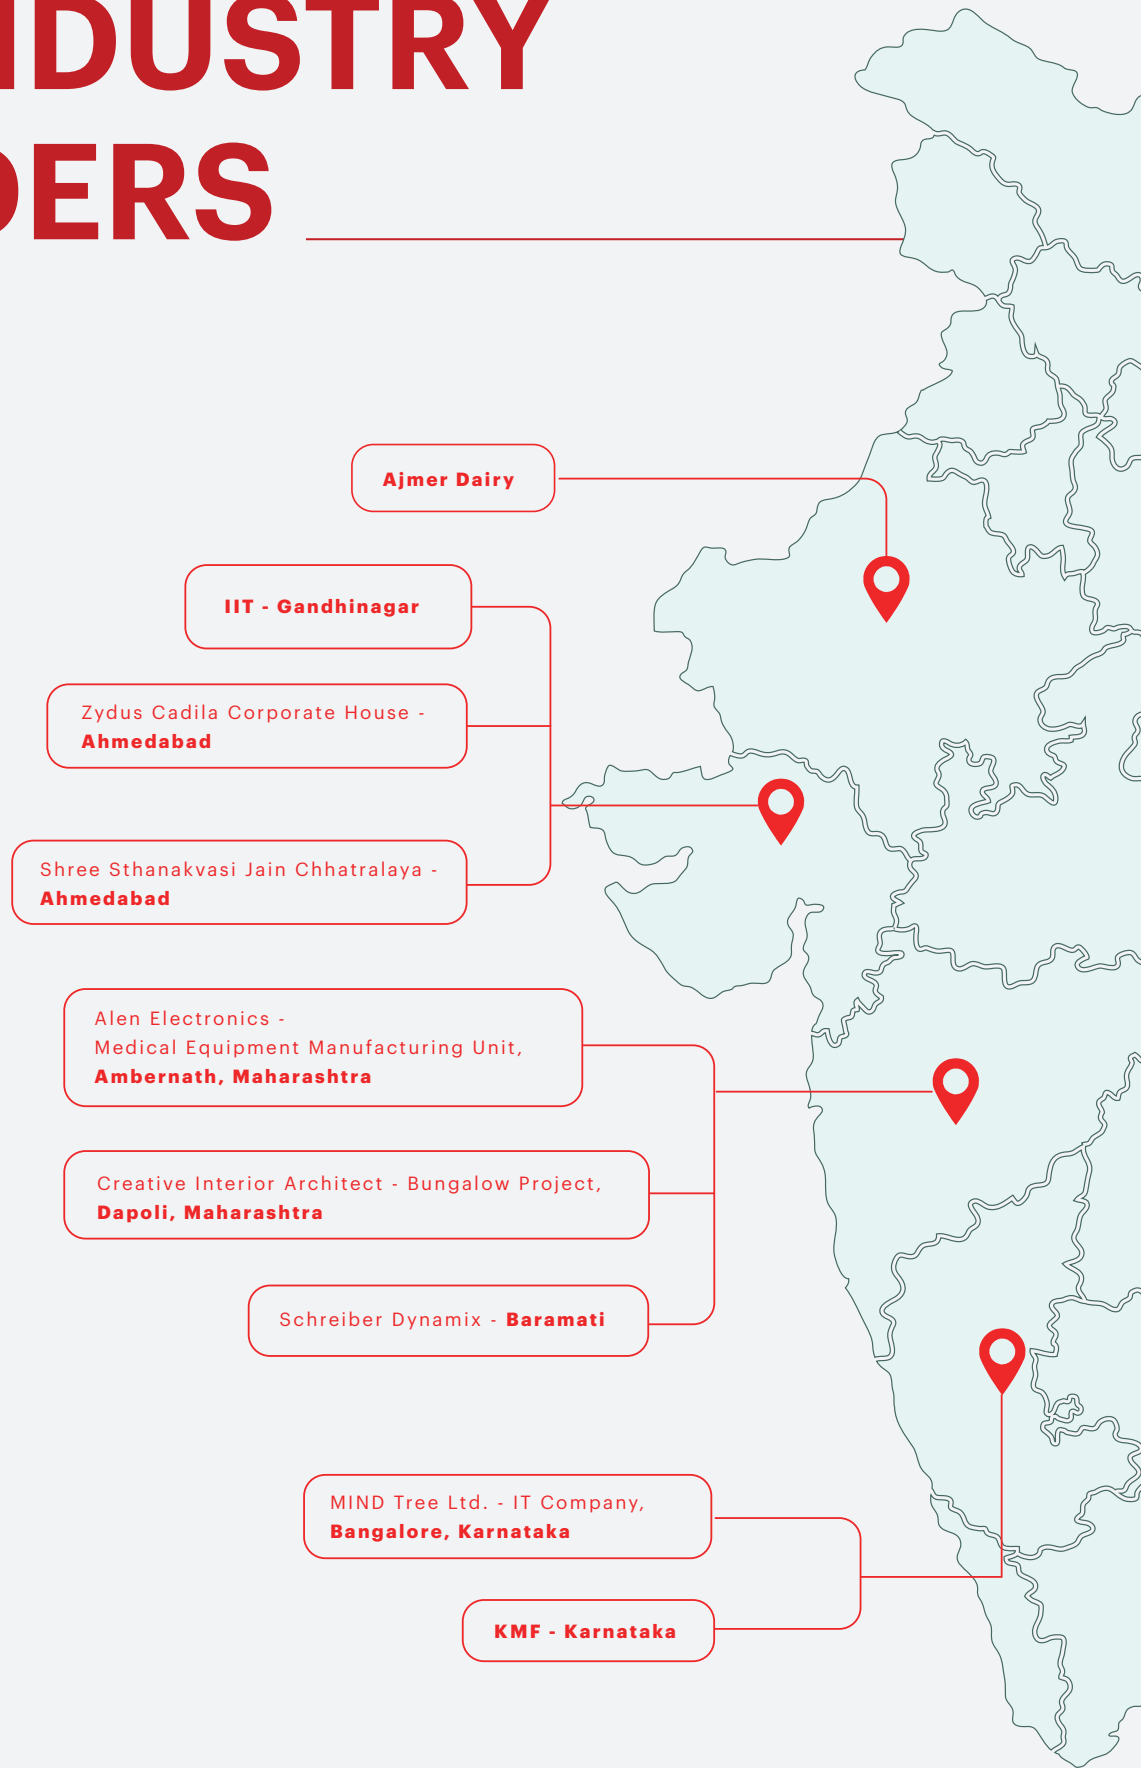 NDUSTRY
DERS
Ajmer Dairy
IIT - Gandhinagar
Zydus Cadila Corporate House -
Ahmedabad
Shree Sthanakvasi Jain Chhatralaya -
Ahmedabad
Alen Electronics -
Medical Equipment Manufacturing Unit,
Ambernath, Maharashtra
Creative Interior Architect - Bungalow Project,
Dapoli, Maharashtra
Schreiber Dynamix - Baramati
MIND Tree Ltd. - IT Company,
Bangalore, Karnataka
KMF - Karnataka